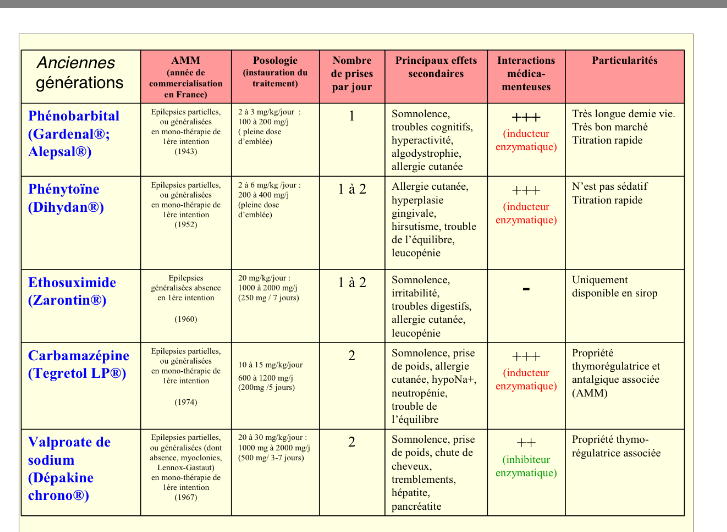 Anciennes
générations
AMM
(année de
commercialisation
en France)
Posologie
(instauration du
traitement)
Nombre
de prises
par jour
Principaux effets
secondaires
Interactions
médica-
menteuses
Particularités
Phénobarbital
(Gardenal®;
Alepsal®)
Epilepsies partielles,
ou généralisées
en mono-thérapie de
1ère intention
(1943)
2 à 3 mg/kg/jour :
100 à 200 mg/j
( pleine dose
d'emblée)
1
Somnolence,
troubles cognitifs,
hyperactivité,
algodystrophie,
allergie cutanée
+++
(inducteur
enzymatique)
Très longue demie vie.
Très bon marché
Titration rapide
Phénytoïne
(Dihydan®)
Epilepsies partielles,
ou généralisées
en mono-thérapie de
1ère intention
(1952)
2 à 6 mg/kg /jour :
200 à 400 mg/j
(pleine dose
d'emblée)
1 à 2
Allergie cutanée,
hyperplasie
gingivale,
hirsutisme, trouble
de l'équilibre,
leucopénie
+++
(inducteur
enzymatique)
N'est pas sédatif
Titration rapide
Ethosuximide
(Zarontin®)
Epilepsies
généralisées absence
en 1ère intention
(1960)
20 mg/kg/jour :
1000 à 2000 mg/j
(250 mg / 7 jours)
1 à 2
Somnolence,
irritabilité,
troubles digestifs,
allergie cutanée,
leucopénie
-
Uniquement
disponible en sirop
Carbamazépine
(Tegretol LP®)
Epilepsies partielles,
ou généralisées
en mono-thérapie de
1ère intention
(1974)
10 à 15 mg/kg/jour
600 à 1200 mg/j
(200mg /5 jours)
2
Somnolence, prise
de poids, allergie
cutanée, hypoNa+,
neutropénie,
trouble de
l'équilibre
+++
(inducteur
enzymatique)
Propriété
thymorégulatrice et
antalgique associée
(AMM)
Valproate de
sodium
(Dépakine
chrono®)
Epilepsies partielles,
ou généralisées (dont
absence, myoclonies,
Lennox-Gastaut)
en mono-thérapie de
1ère intention
(1967)
20 à 30 mg/kg/jour :
1000 mg à 2000 mg/j
(500 mg/ 3-7 jours)
2
Somnolence, prise
de poids, chute de
cheveux,
tremblements,
hépatite,
pancréatite
++
(inhibiteur
enzymatique)
Propriété thymo-
régulatrice associée